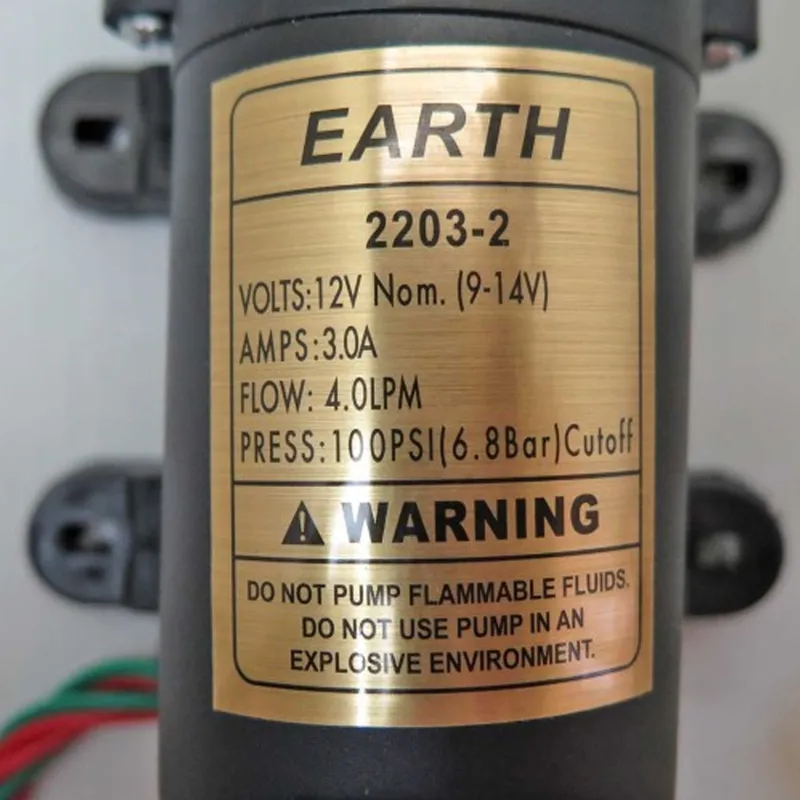 EARTH
2203-2
VOLTS:12V Nom. (9-14V)
AMPS:3.0A
FLOW: 4.0LPM
PRESS:100PSI(6.8Bar)Cutoff
WARNING
DO NOT PUMP FLAMMABLE FLUIDS.
DO NOT USE PUMP IN AN
EXPLOSIVE ENVIRONMENT.